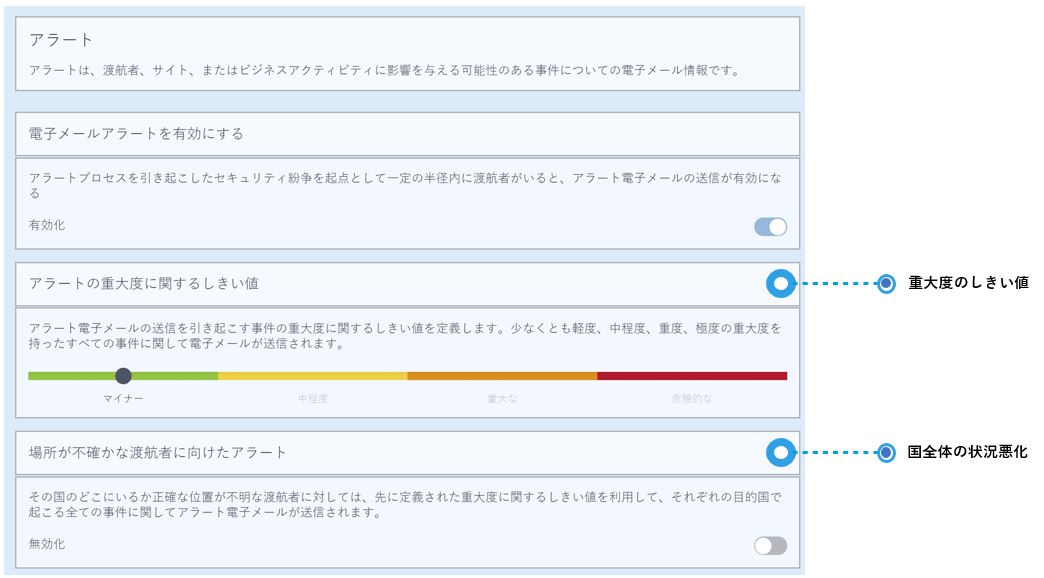 アラート
アラートは、渡航者、サイト、またはビジネスアクティビティに影響を与える可能性のある事件についての電子メール情報です。
電子メールアラートを有効にする
アラートプロセスを引き起こしたセキュリティ紛争を起点として一定の半径内に渡航者がいると、アラート電子メールの送信が有効にな
る
有効化
アラートの重大度に関するしきい値
重大度のしきい値
アラート電子メールの送信を引き起こす事件の重大度に関するしきい値を定義します。少なくとも軽度、中程度、重度、極度の重大度を
持ったすべての事件に関して電子メールが送信されます。
マイナー
中程度
重大な
危機的な
場所が不確かな渡航者に向けたアラート
国全体の状況悪化
その国のどこにいるか正確な位置が不明な渡航者に対しては、先に定義された重大度に関するしきい値を利用して、それぞれの目的国で
起こる全ての事件に関してアラート電子メールが送信されます。
無効化